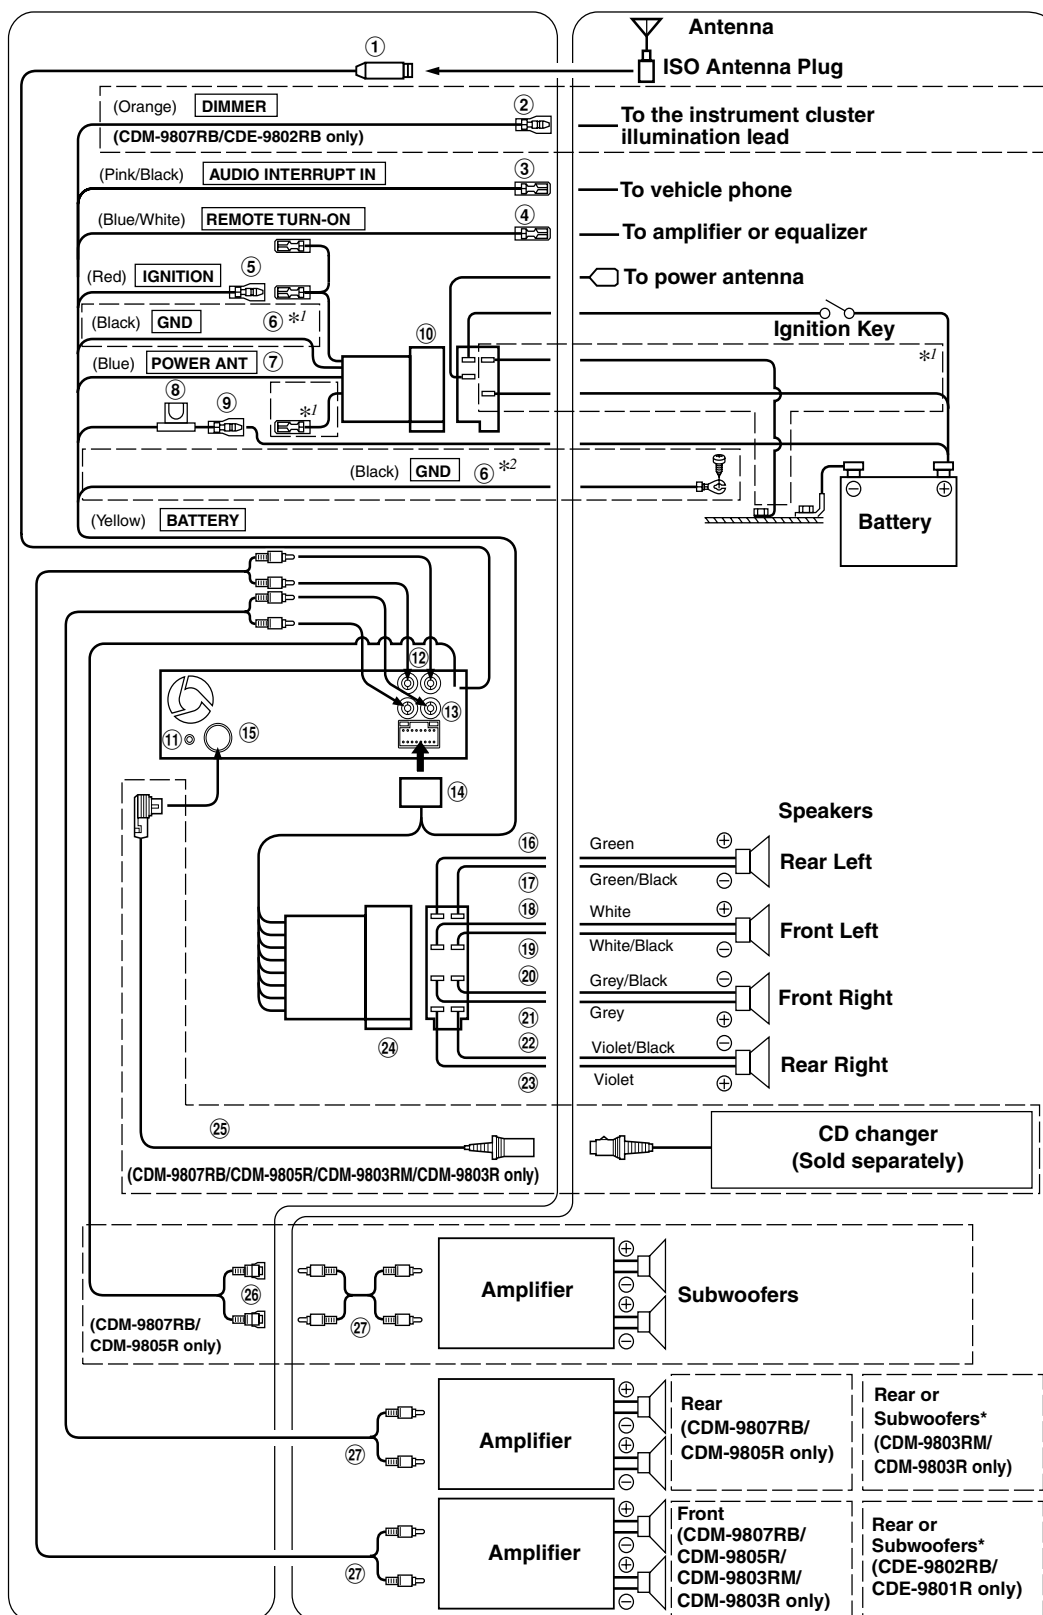 Antenna
①
ISO Antenna Plug
(Orange) DIMMER ②
(CDM-9807RB/CDE-9802RB only)
To the instrument cluster
illumination lead
(Pink/Black) AUDIO INTERRUPT IN ③
To vehicle phone
(Blue/White) REMOTE TURN-ON ④
To amplifier or equalizer
(Red) IGNITION ⑤
To power antenna
(Black) GND ⑥ *1
⑩
Ignition Key
*1
(Blue) POWER ANT ⑦
⑧
⑨
*1
(Black) GND ⑥ *2
⊖ ⊕
Battery
(Yellow) BATTERY
⑫
⑬
⑪
⑮
⑭
Speakers
⑯ Green ⊕
Rear Left
⑰ Green/Black ⊖
⑱ White ⊕
Front Left
⑲ White/Black ⊖
⑳ Grey/Black ⊖
Front Right
㉑ Grey ⊕
㉒ Violet/Black ⊖
Rear Right
㉓ Violet ⊕
㉔
㉕
(CDM-9807RB/CDM-9805R/CDM-9803RM/CDM-9803R only)
CD changer
(Sold separately)
㉖
(CDM-9807RB/
CDM-9805R only)
㉗
Amplifier
⊕
⊖
⊕
⊖
Subwoofers
㉗
Amplifier
⊕
⊖
⊕
⊖
Rear
(CDM-9807RB/
CDM-9805R only)
Rear or
Subwoofers*
(CDM-9803RM/
CDM-9803R only)
㉗
Amplifier
⊕
⊖
⊕
⊖
Front
(CDM-9807RB/
CDM-9805R/
CDM-9803RM/
CDM-9803R only)
Rear or
Subwoofers*
(CDE-9802RB/
CDE-9801R only)